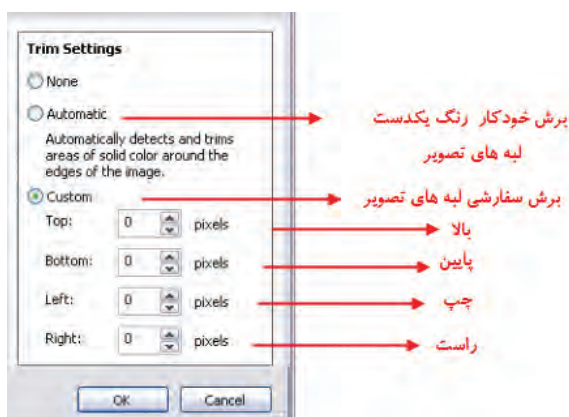 Trim Settings
None
Automatic
Automatically detects and trims
areas of solid color around the
edges of the image.
Custom
Top: 0 pixels
Bottom: 0 pixels
Left: 0 pixels
Right: 0 pixels
OK Cancel
برش خودکار رنگ یکدست
لبه های تصویر
برش سفارشی لبه های تصویر
بالا
پایین
چپ
راست